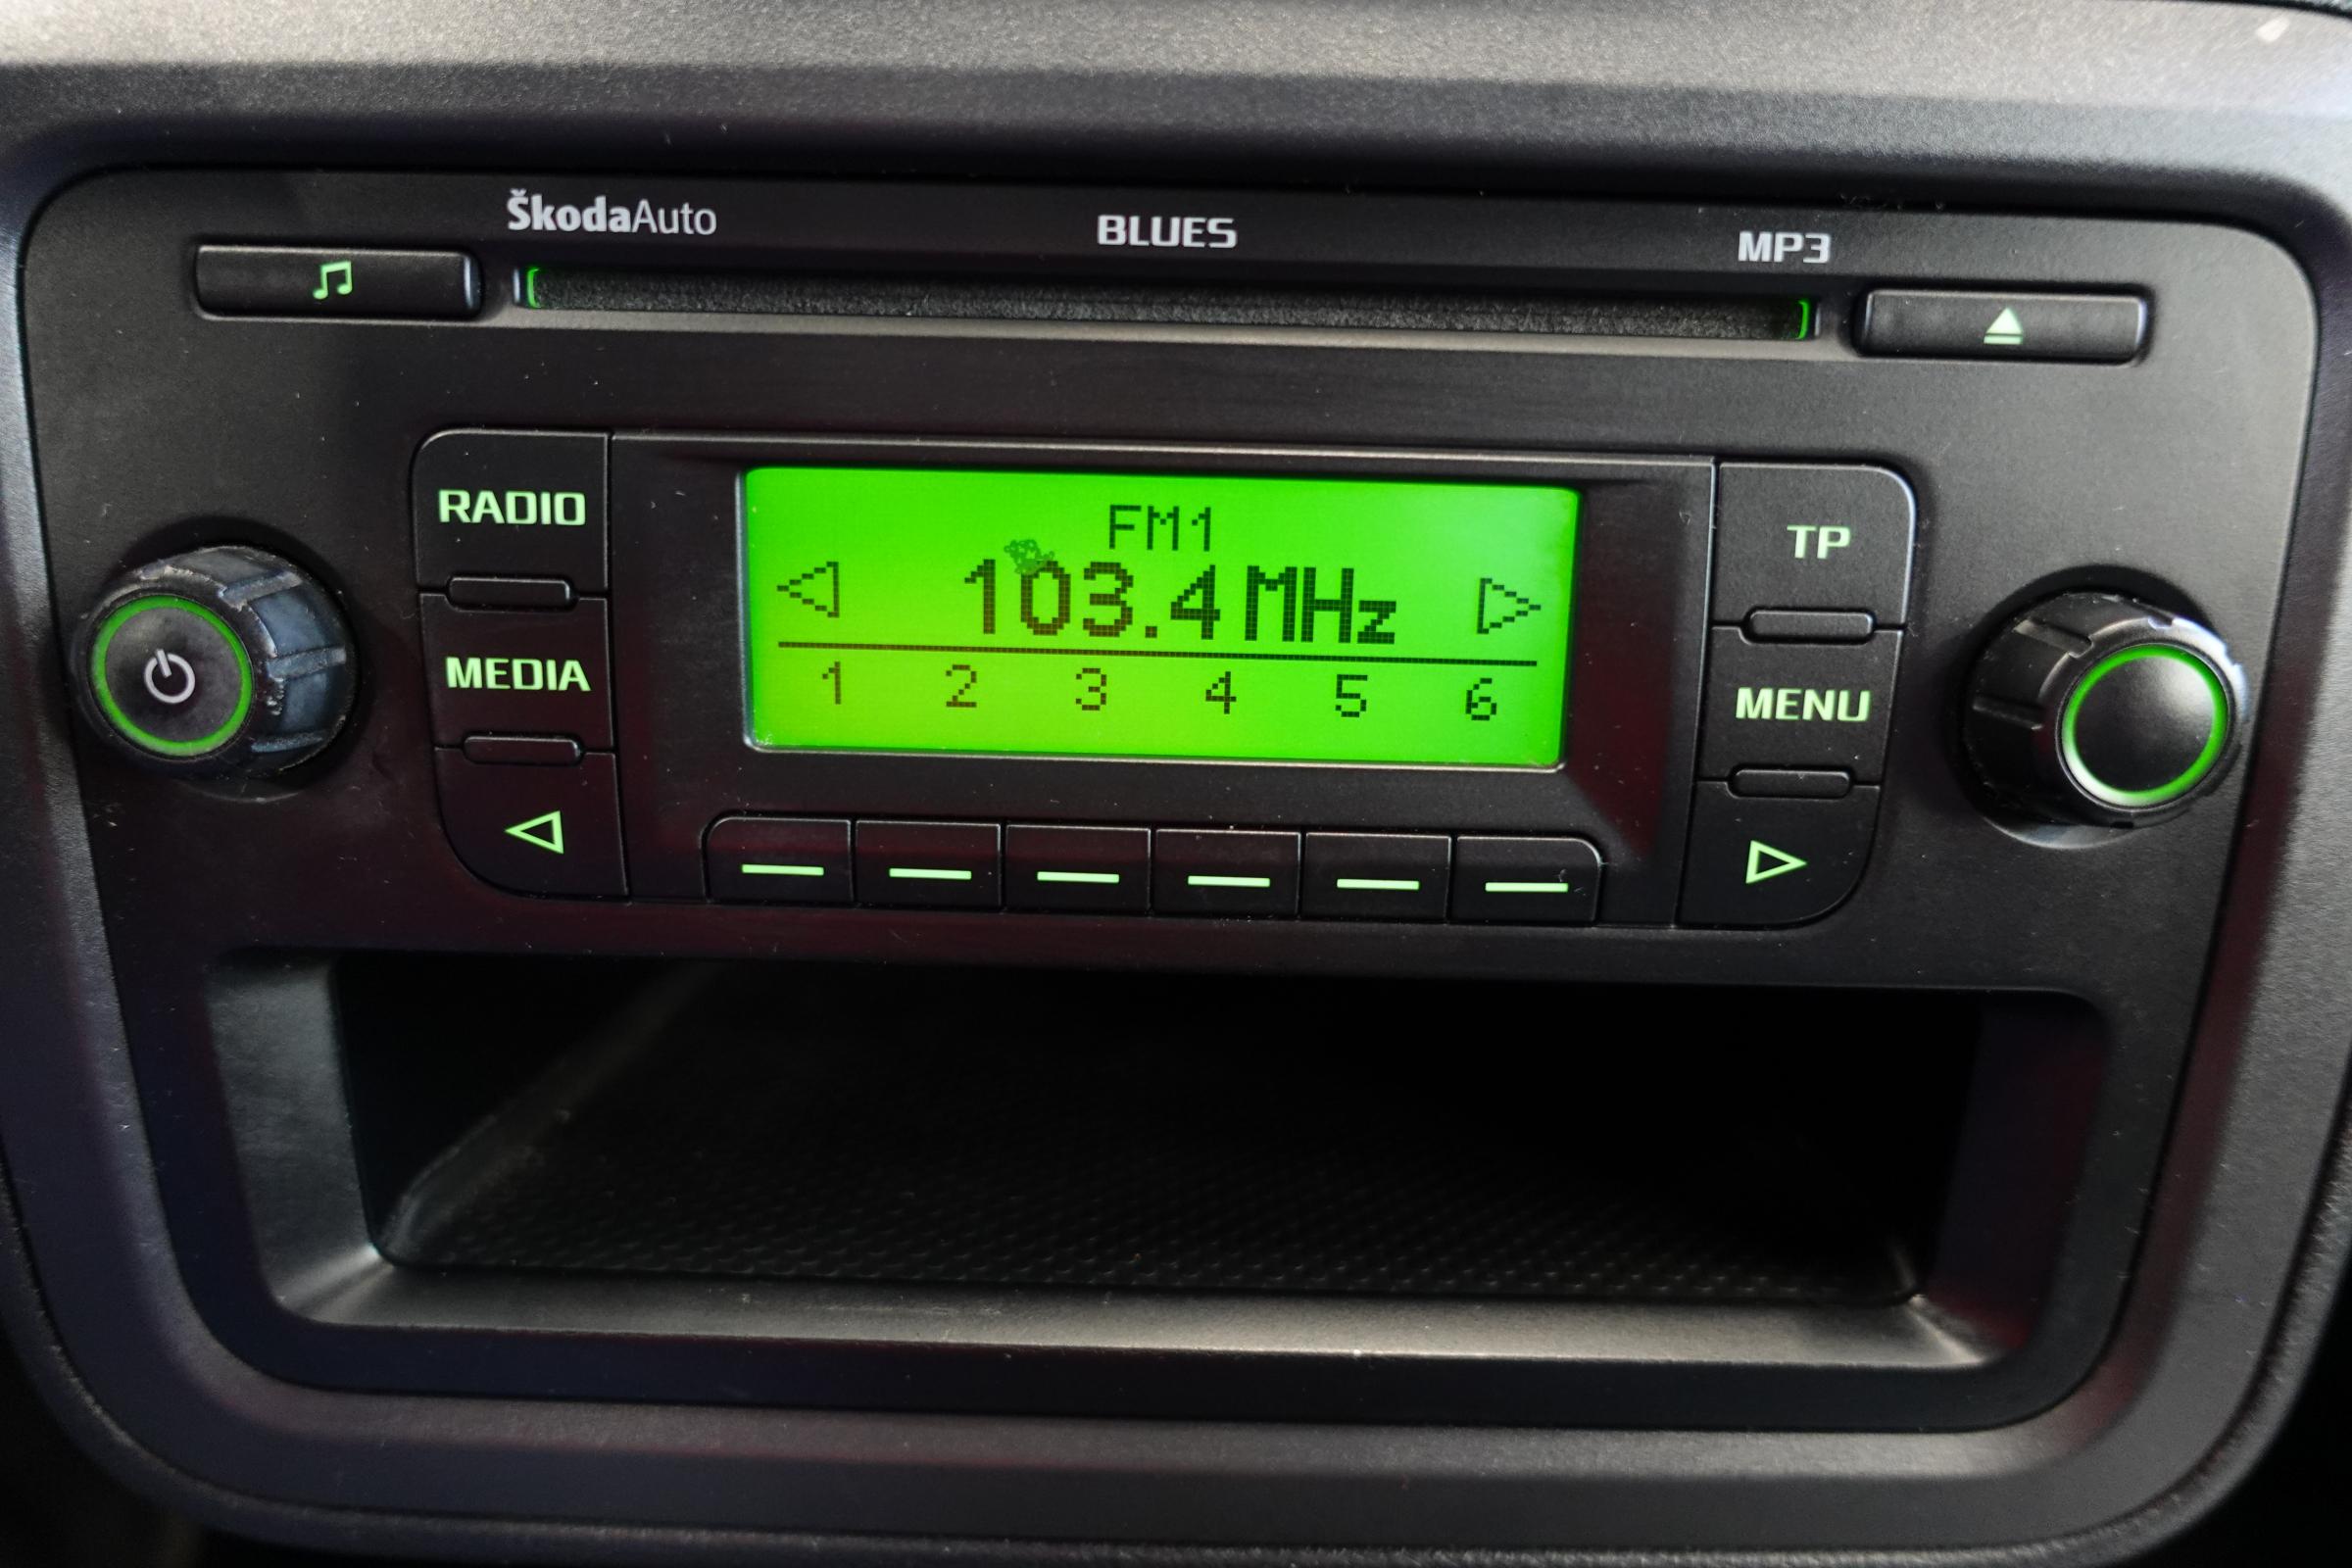 ŠkodaAuto BLUES MP3
RADIO
TP
FM1
103.4 MHz
MEDIA
MENU
1 2 3 4 5 6